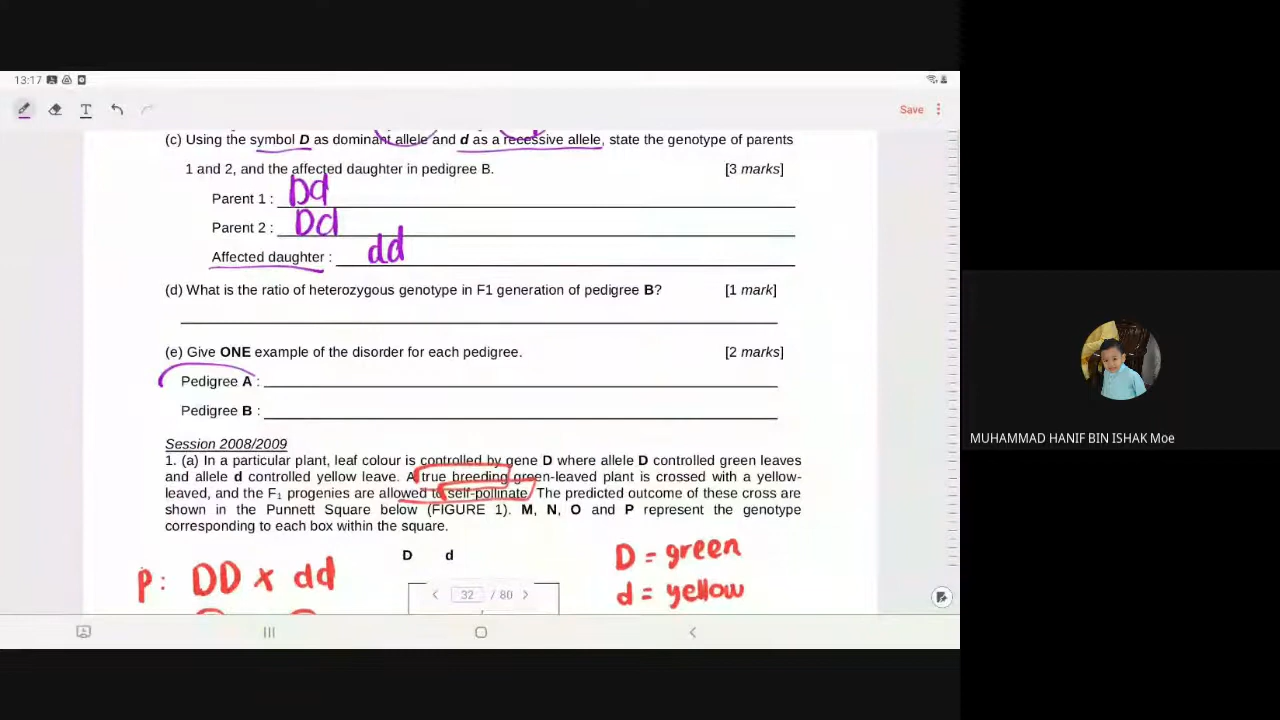 13:17
Save
(c) Using the symbol D as dominant allele and d as a recessive allele, state the genotype of parents
1 and 2, and the affected daughter in pedigree B. [3 marks]
Parent 1 : Dd
Parent 2 : Dd
Affected daughter : dd
(d) What is the ratio of heterozygous genotype in F1 generation of pedigree B? [1 mark]
(e) Give ONE example of the disorder for each pedigree. [2 marks]
Pedigree A :
Pedigree B :
Session 2008/2009
1. (a) In a particular plant, leaf colour is controlled by gene D where allele D controlled green leaves
and allele d controlled yellow leave. A true breeding green-leaved plant is crossed with a yellow-
leaved, and the F₁ progenies are allowed to self-pollinate. The predicted outcome of these cross are
shown in the Punnett Square below (FIGURE 1). M, N, O and P represent the genotype
corresponding to each box within the square.
D d
D = green
P: DD x dd
d = yellow
32 / 80
MUHAMMAD HANIF BIN ISHAK Moe